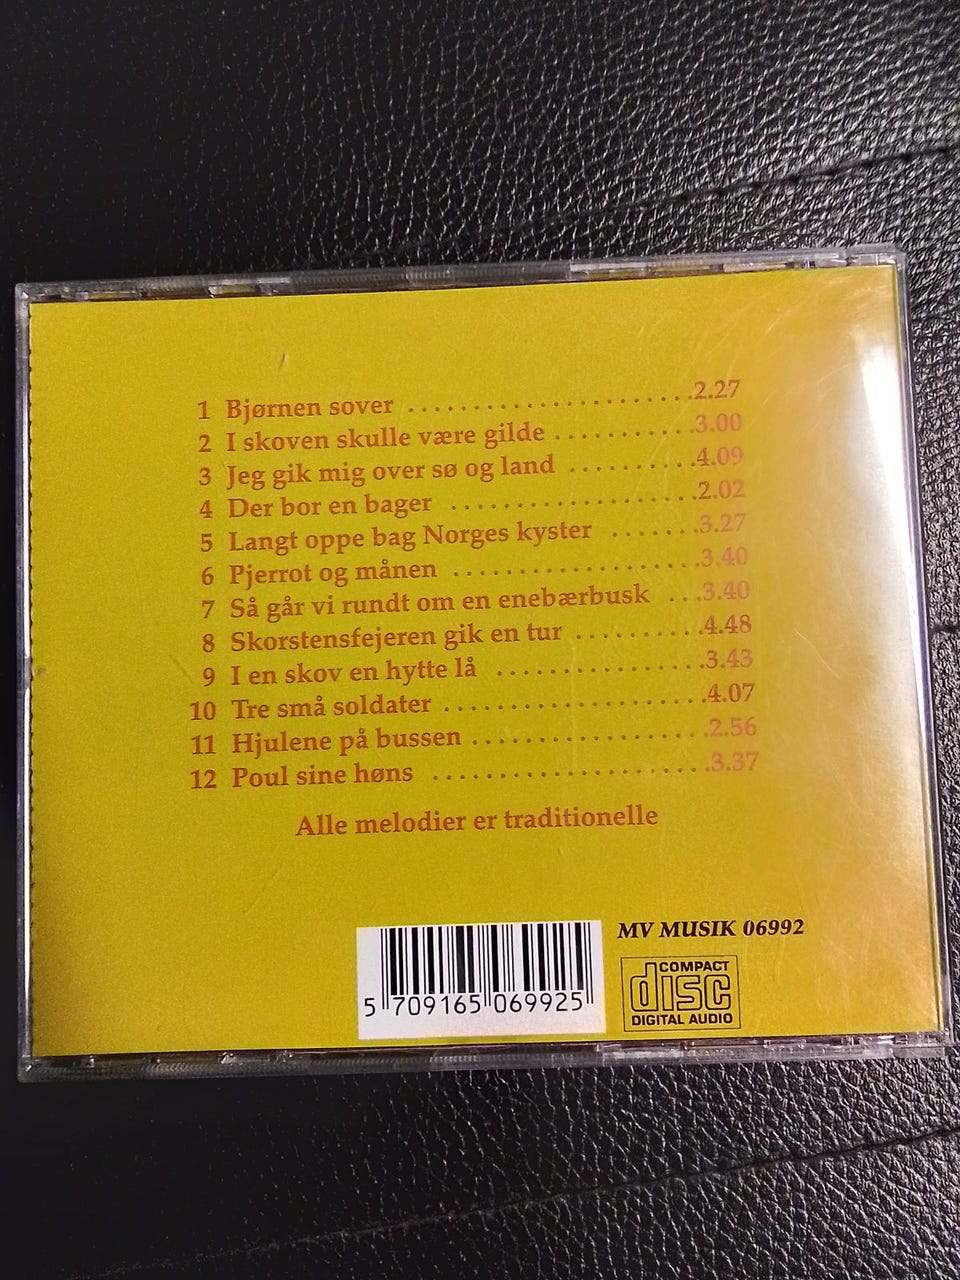 1 Bjørnen sover ......................2.27
2 I skoven skulle være gilde ...........3.00
3 Jeg gik mig over sø og land ..........4.09
4 Der bor en bager ...................2.02
5 Langt oppe bag Norges kyster .......3.27
6 Pjerrot og månen ...................3.40
7 Så går vi rundt om en enebærbusk ...3.40
8 Skorstensfejeren gik en tur ..........4.48
9 I en skov en hytte lå ................3.43
10 Tre små soldater ....................4.07
11 Hjulene på bussen ..................2.56
12 Poul sine høns .....................3.37
Alle melodier er traditionelle
MV MUSIK 06992
5 709165 069925
COMPACT
disc
DIGITAL AUDIO